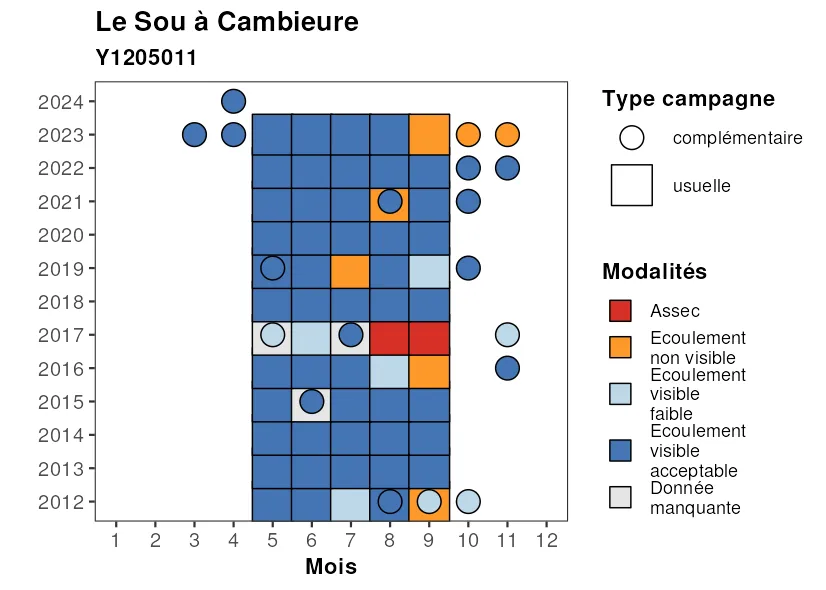 Le Sou à Cambieure
Y1205011
2024
2023
2022
2021
2020
2019
2018
2017
2016
2015
2014
2013
2012
1 2 3 4 5 6 7 8 9 10 11 12
Mois
Type campagne
complémentaire
usuelle
Modalités
Assec
Ecoulement
non visible
Ecoulement
visible
faible
Ecoulement
visible
acceptable
Donnée
manquante